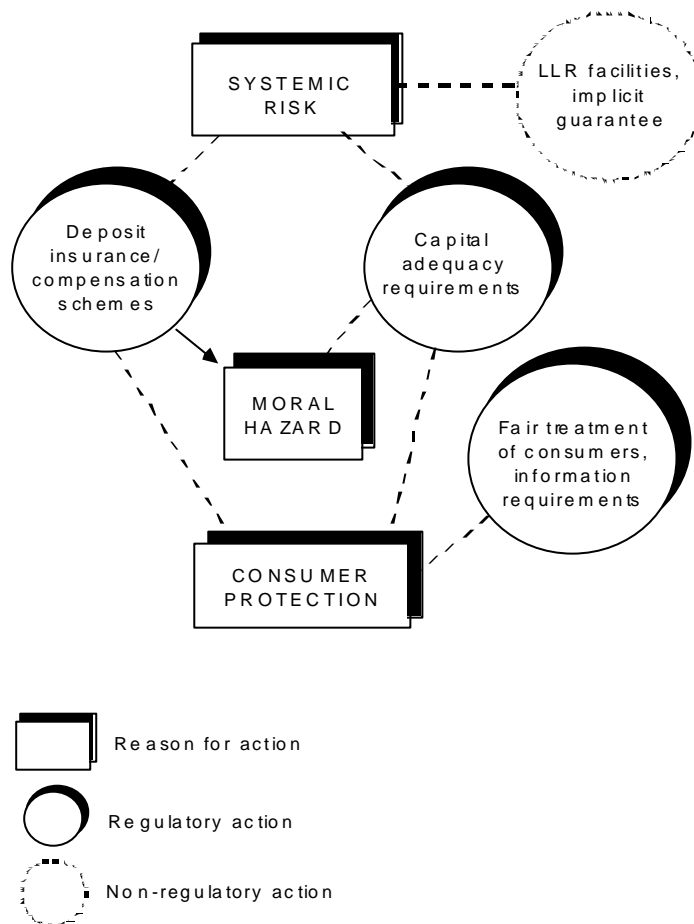 SYSTEMIC
RISK
LLR facilities,
implicit
guarantee
Deposit
insurance/
compensation
schemes
Capital
adequacy
requirements
MORAL
HAZARD
Fair treatment
of consumers,
information
requirements
CONSUMER
PROTECTION
Reason for action
Regulatory action
Non-regulatory action